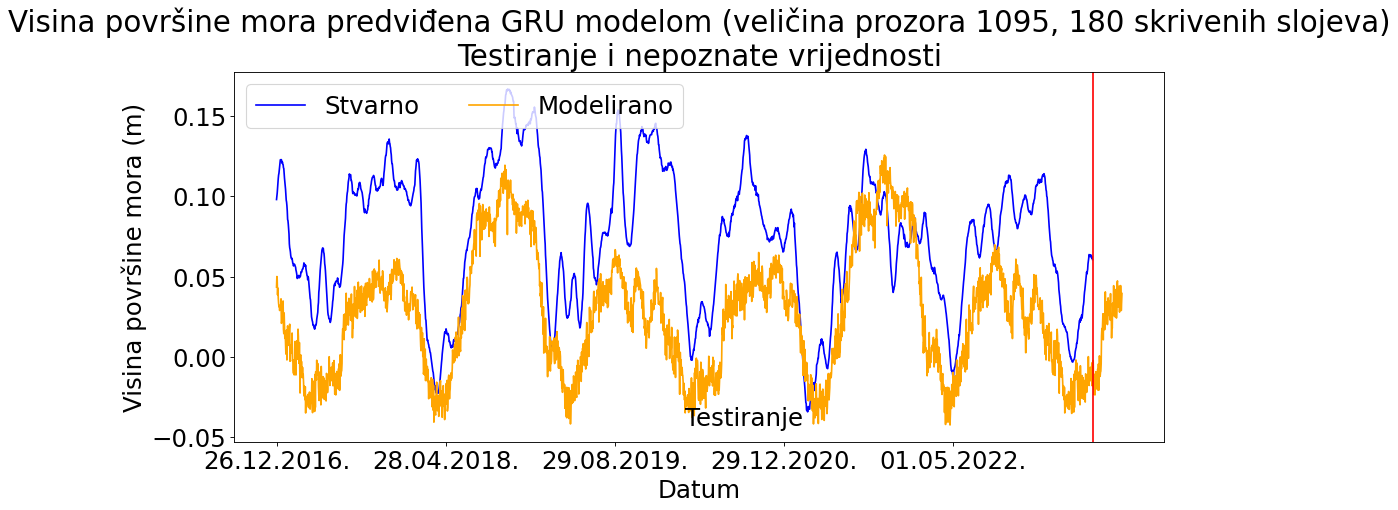 Visina površine mora predviđena GRU modelom (veličina prozora 1095, 180 skrivenih slojeva)
Testiranje i nepoznate vrijednosti
Stvarno Modelirano
Visina površine mora (m)
0.15
0.10
0.05
0.00
−0.05
Testiranje
26.12.2016. 28.04.2018. 29.08.2019. 29.12.2020. 01.05.2022.
Datum